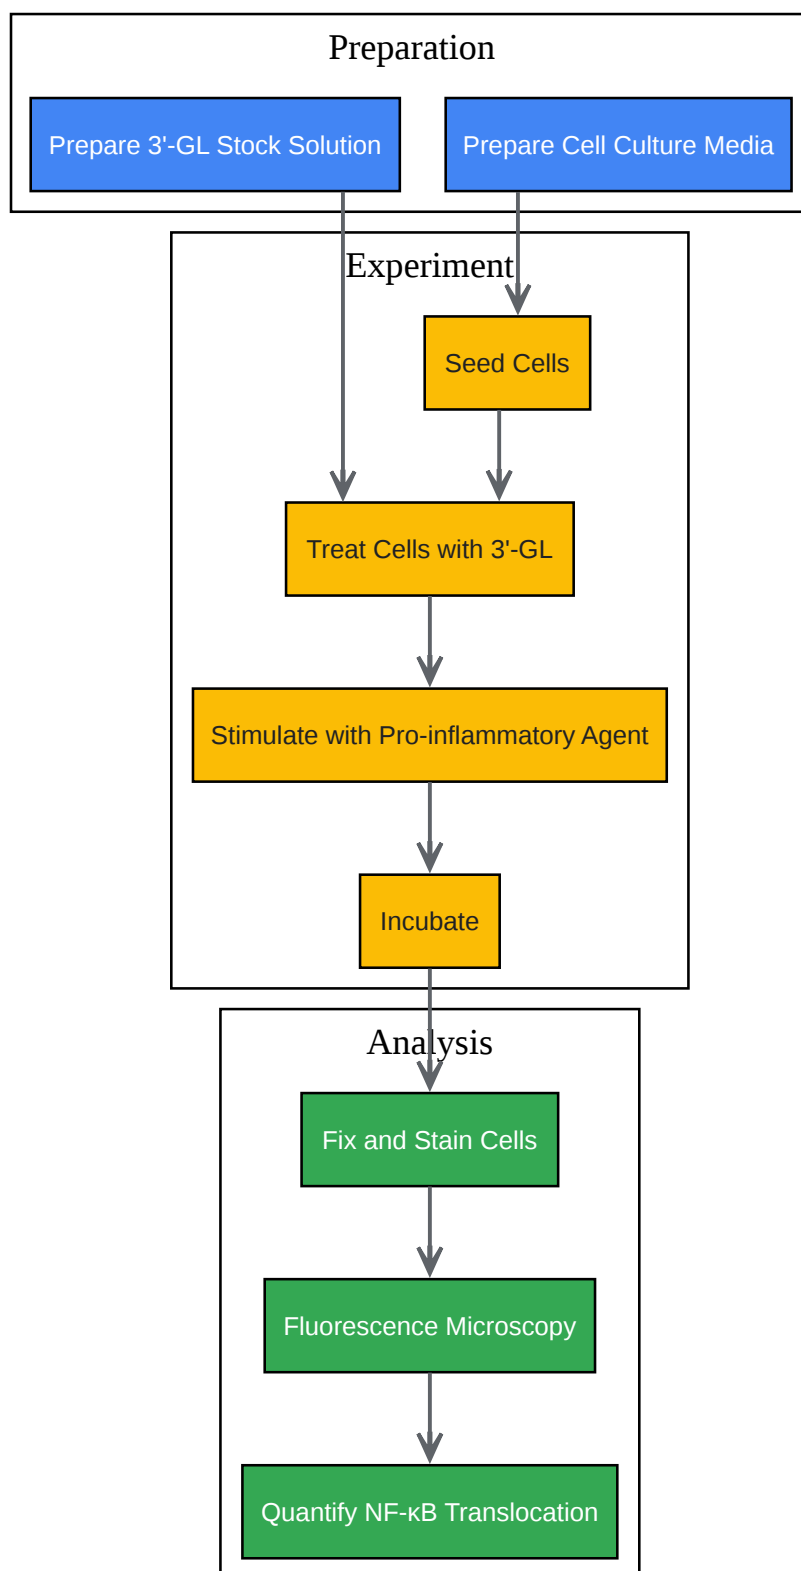 Preparation
Prepare 3'-GL Stock Solution
Prepare Cell Culture Media
Experiment
Seed Cells
Treat Cells with 3'-GL
Stimulate with Pro-inflammatory Agent
Incubate
Analysis
Fix and Stain Cells
Fluorescence Microscopy
Quantify NF-κB Translocation